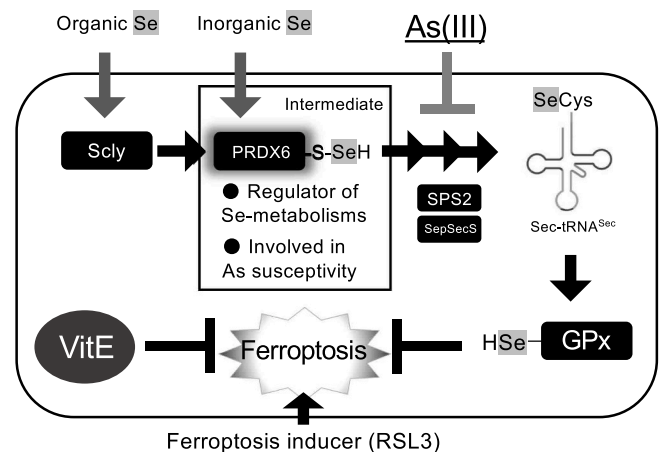 Organic Se
Inorganic Se
As(III)
Intermediate
SeCys
Scly
PRDX6
-S-SeH
● Regulator of
Se-metabolisms
● Involved in
As susceptivity
SPS2
SepSecS
Sec-tRNASec
VitE
Ferroptosis
HSe
GPx
Ferroptosis inducer (RSL3)